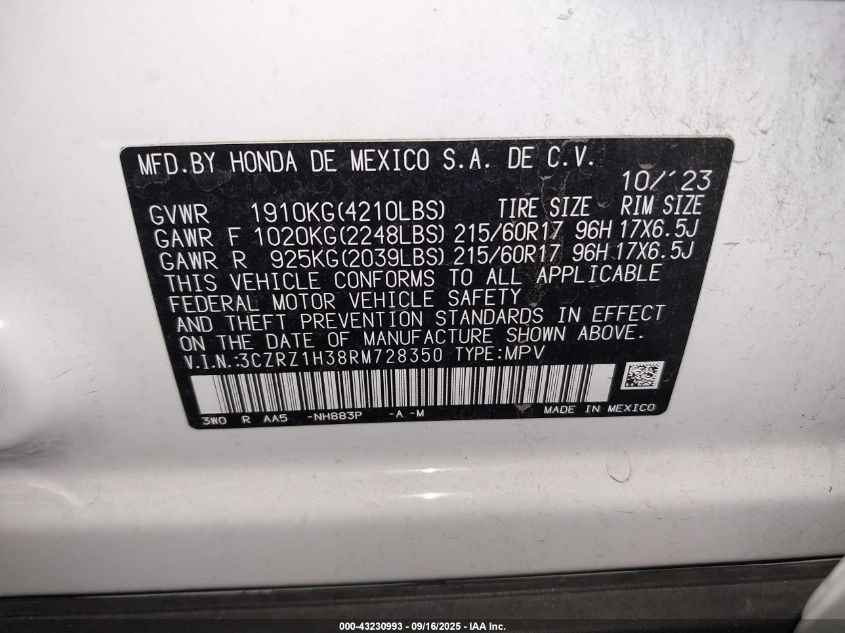 MFD.BY HONDA DE MEXICO S.A. DE C.V.
10/'23
GVWR 1910KG(4210LBS) TIRE SIZE RIM SIZE
GAWR F 1020KG(2248LBS) 215/60R17 96H 17X6.5J
GAWR R 925KG(2039LBS) 215/60R17 96H 17X6.5J
THIS VEHICLE CONFORMS TO ALL APPLICABLE
FEDERAL MOTOR VEHICLE SAFETY
AND THEFT PREVENTION STANDARDS IN EFFECT
ON THE DATE OF MANUFACTURE SHOWN ABOVE.
V.I.N.:3CZRZ1H38RM728350 TYPE:MPV
3W0 R AA5 -NH883P -A -M MADE IN MEXICO
000-43230993 - 09/16/2025 - IAA Inc.